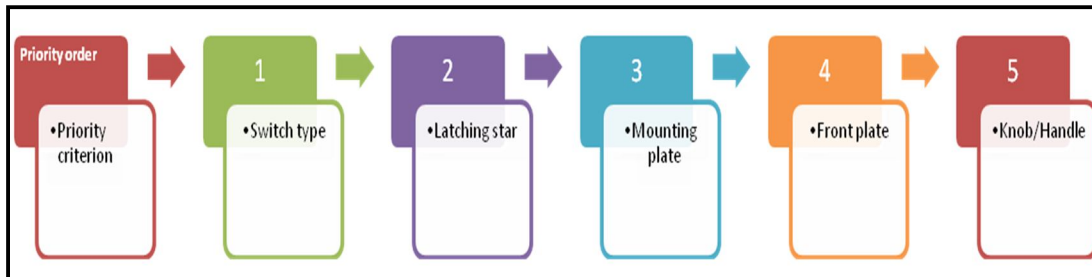 Priority order
1
2
3
4
5
•Priority
criterion
•Switch type
•Latching star
•Mounting
plate
•Front plate
•Knob/Handle